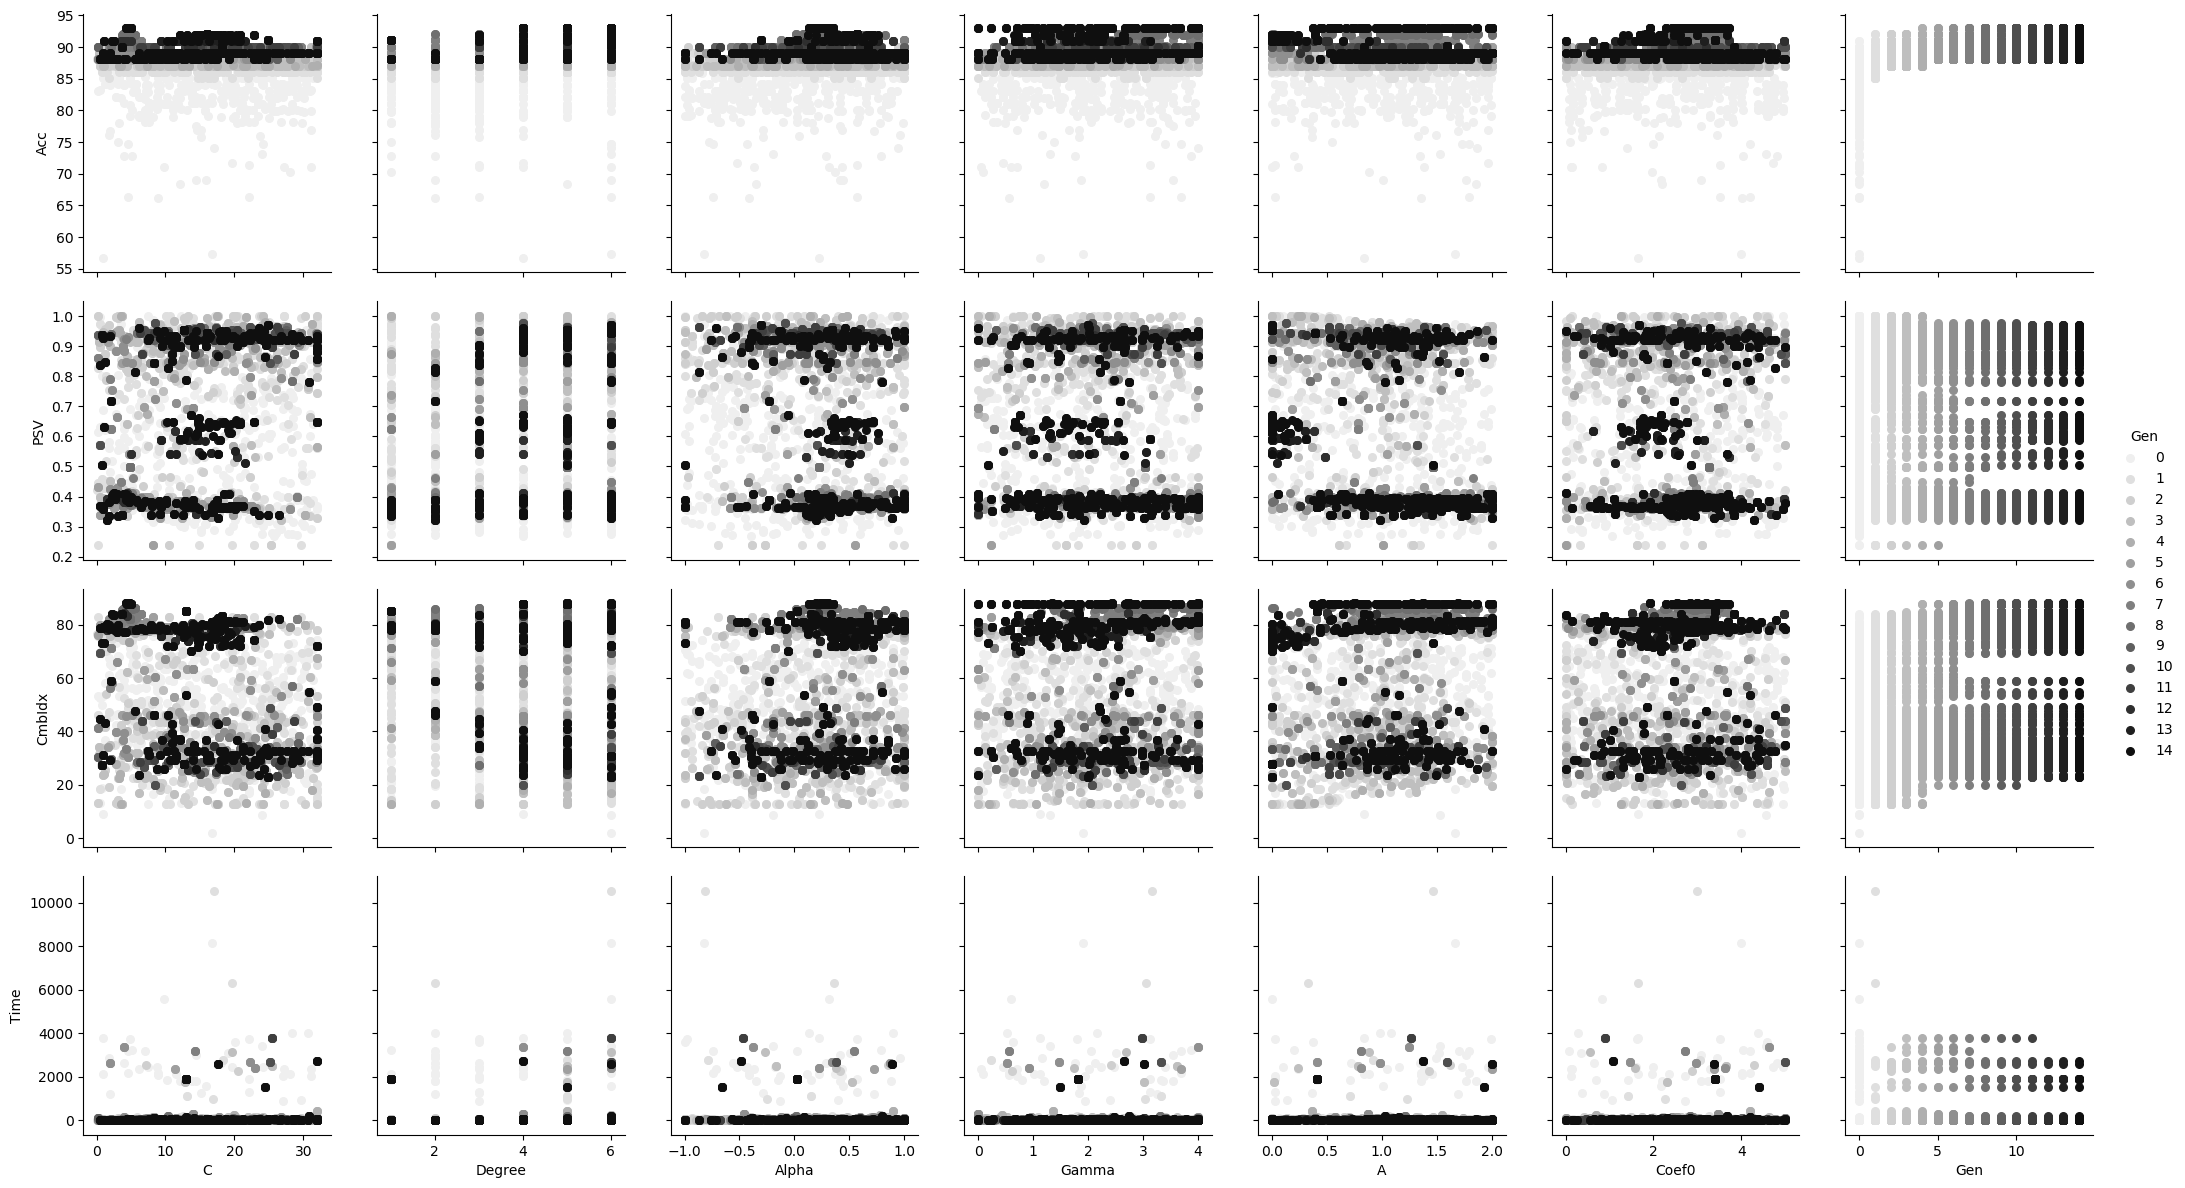 95
90
85
80
75
70
65
60
55
Acc
1.0
0.9
0.8
0.7
0.6
0.5
0.4
0.3
0.2
PSV
80
60
40
20
0
CmbIdx
10000
8000
6000
4000
2000
0
Time
0 10 20 30
C
2 4 6
Degree
−1.0 −0.5 0.0 0.5 1.0
Alpha
0 1 2 3 4
Gamma
0.0 0.5 1.0 1.5 2.0
A
0 2 4
Coef0
0 5 10
Gen
Gen
0
1
2
3
4
5
6
7
8
9
10
11
12
13
14